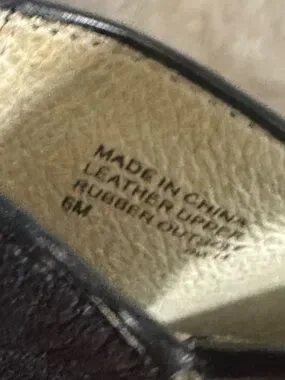 MADE IN CHINA
LEATHER UPPER
RUBBER OUTSOLE
6M